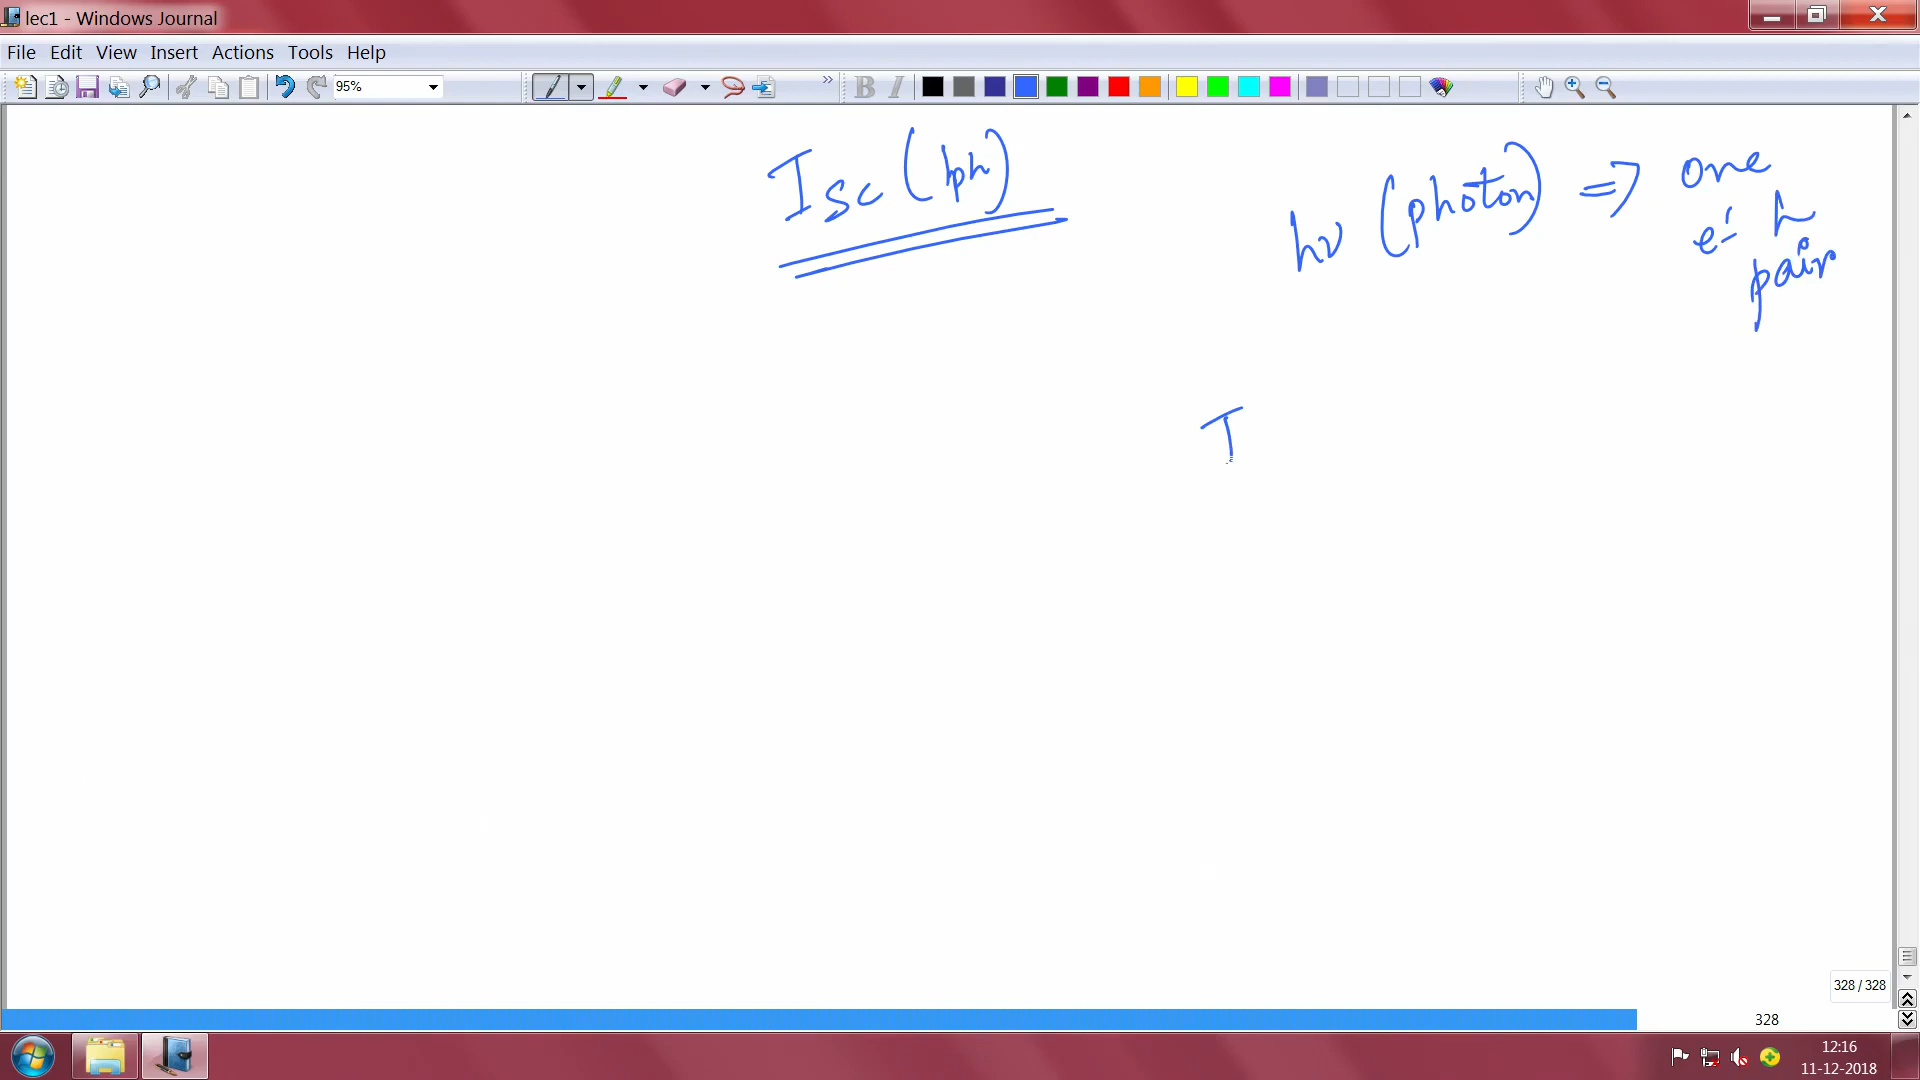 lec1 - Windows Journal
File Edit View Insert Actions Tools Help
95%
B I
Isc (ph)
hν (photon) ⇒ one
e⁻ h
pair
I
328 / 328
328
12:16
11-12-2018